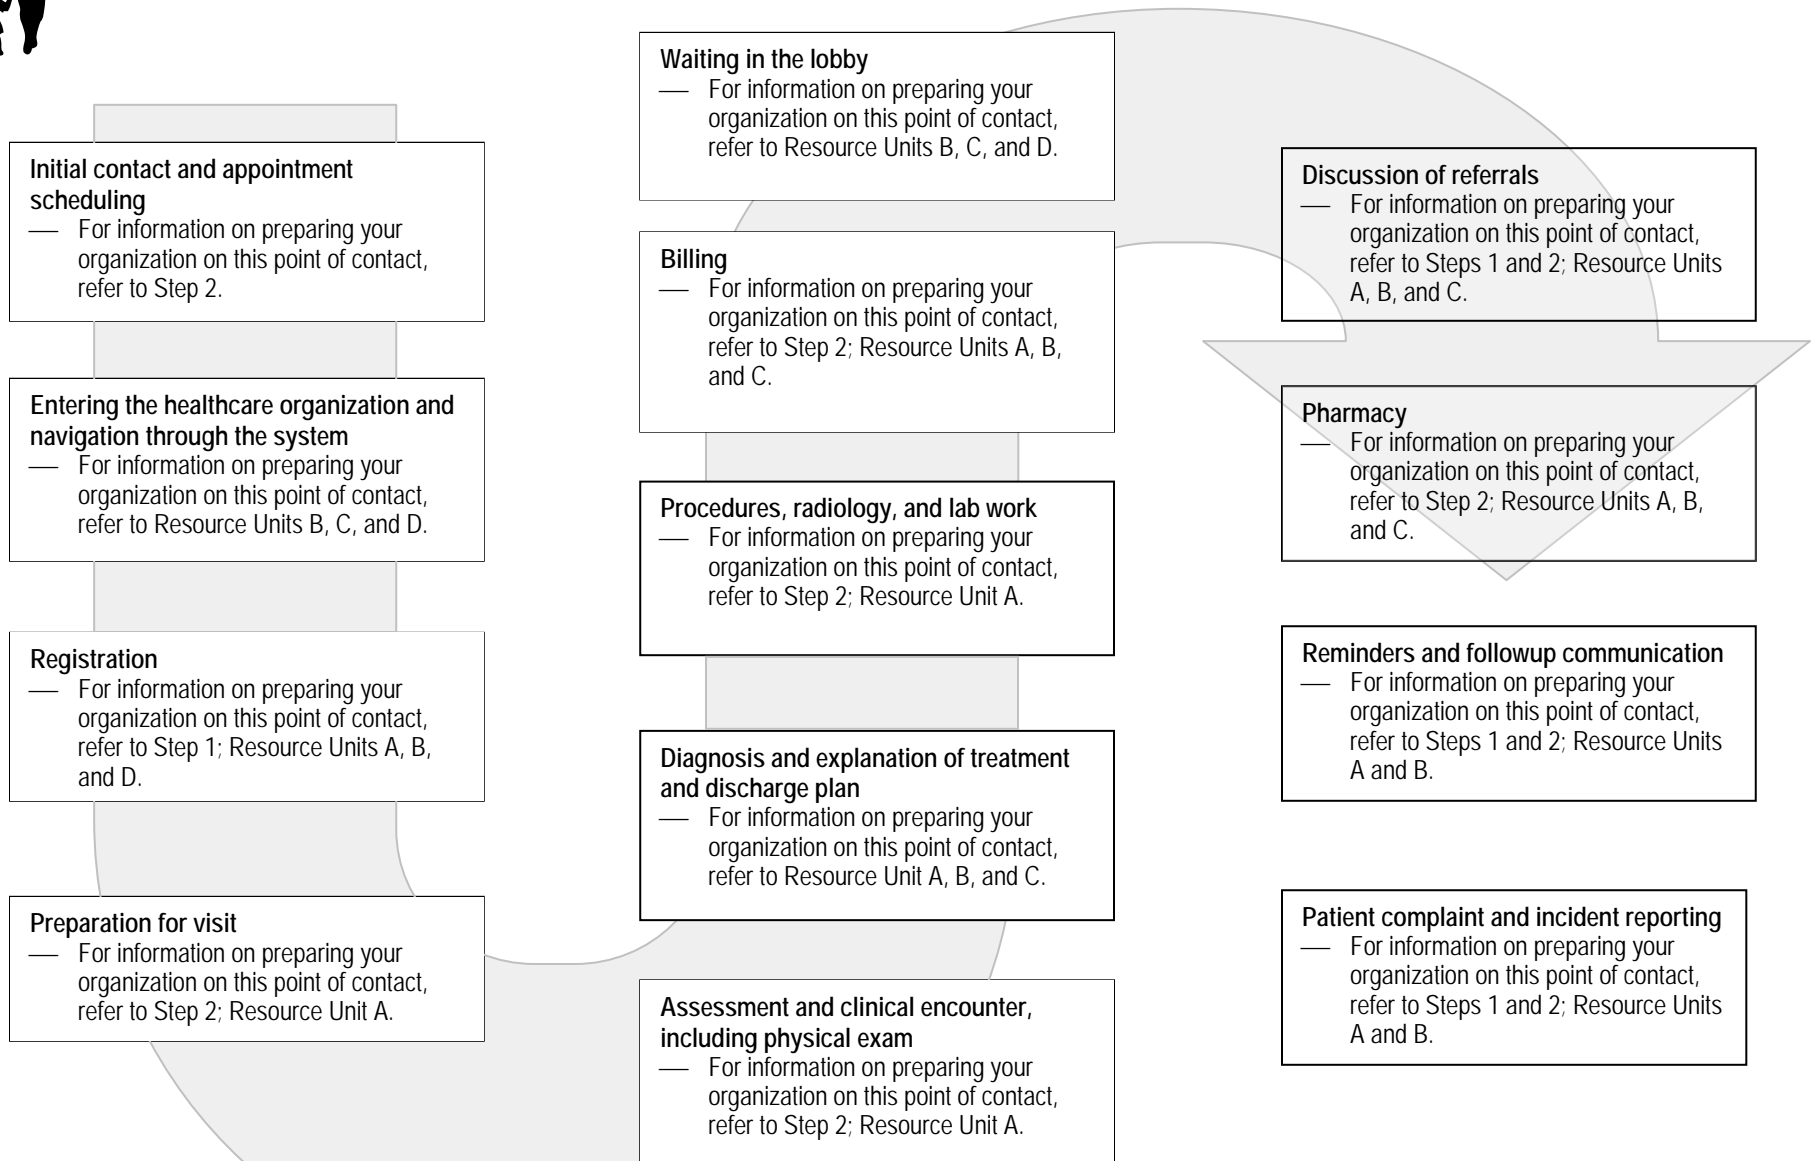 Initial contact and appointment
scheduling
— For information on preparing your
organization on this point of contact,
refer to Step 2.
Entering the healthcare organization and
navigation through the system
— For information on preparing your
organization on this point of contact,
refer to Resource Units B, C, and D.
Registration
— For information on preparing your
organization on this point of contact,
refer to Step 1; Resource Units A, B,
and D.
Preparation for visit
— For information on preparing your
organization on this point of contact,
refer to Step 2; Resource Unit A.
Waiting in the lobby
— For information on preparing your
organization on this point of contact,
refer to Resource Units B, C, and D.
Billing
— For information on preparing your
organization on this point of contact,
refer to Step 2; Resource Units A, B,
and C.
Procedures, radiology, and lab work
— For information on preparing your
organization on this point of contact,
refer to Step 2; Resource Unit A.
Diagnosis and explanation of treatment
and discharge plan
— For information on preparing your
organization on this point of contact,
refer to Resource Unit A, B, and C.
Assessment and clinical encounter,
including physical exam
— For information on preparing your
organization on this point of contact,
refer to Step 2; Resource Unit A.
Discussion of referrals
— For information on preparing your
organization on this point of contact,
refer to Steps 1 and 2; Resource Units
A, B, and C.
Pharmacy
— For information on preparing your
organization on this point of contact,
refer to Step 2; Resource Units A, B,
and C.
Reminders and followup communication
— For information on preparing your
organization on this point of contact,
refer to Steps 1 and 2; Resource Units
A and B.
Patient complaint and incident reporting
— For information on preparing your
organization on this point of contact,
refer to Steps 1 and 2; Resource Units
A and B.